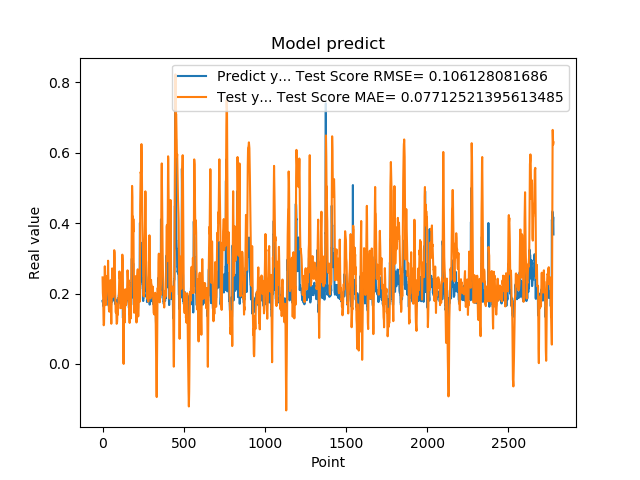 Model predict
Predict y... Test Score RMSE= 0.106128081686
Test y... Test Score MAE= 0.07712521395613485
0.8
0.6
0.4
0.2
0.0
Real value
0 500 1000 1500 2000 2500
Point